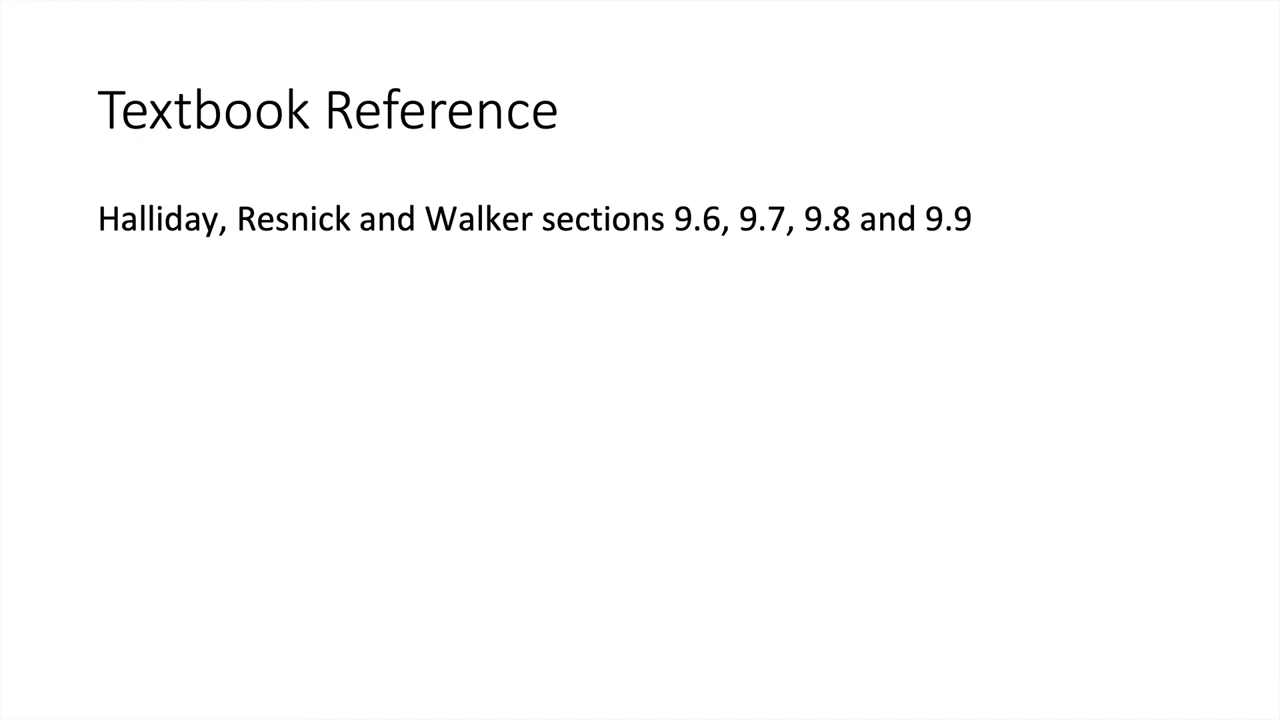 Textbook Reference
Halliday, Resnick and Walker sections 9.6, 9.7, 9.8 and 9.9